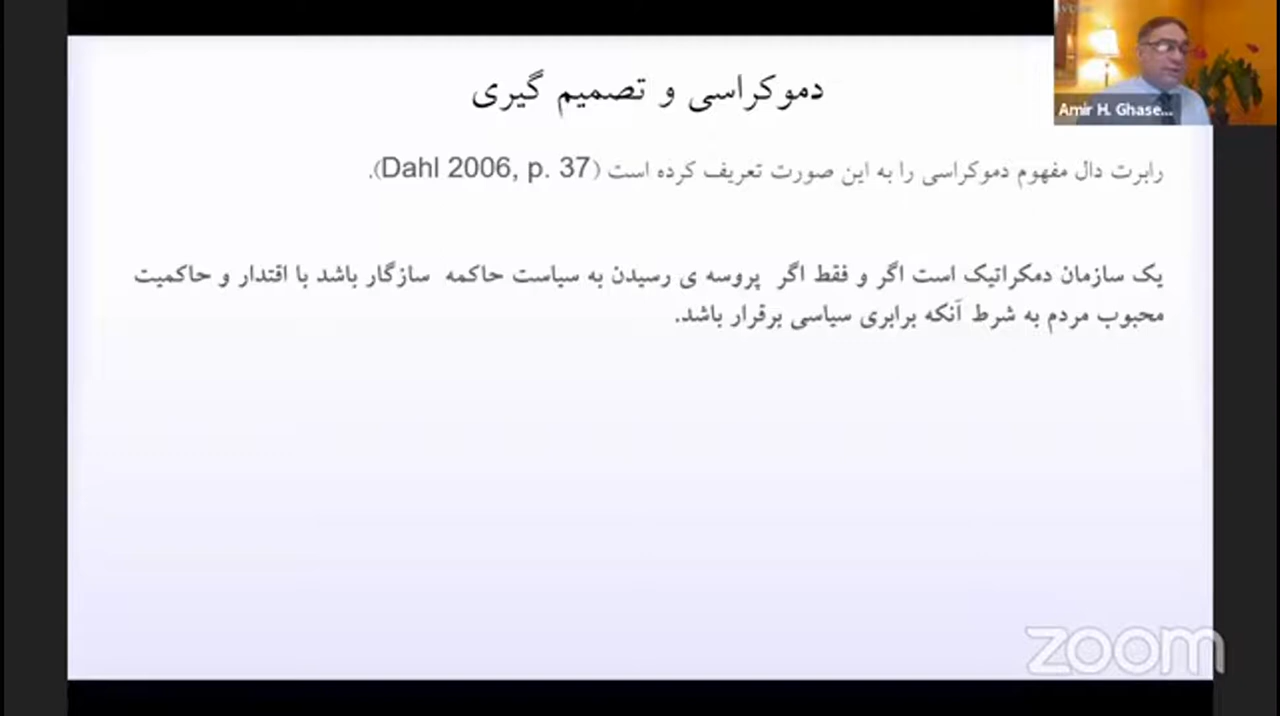 دموکراسی و تصمیم گیری
Amir H. Ghase...
رابرت دال مفهوم دموکراسی را به این صورت تعریف کرده است (Dahl 2006, p. 37).
یک سازمان دمکراتیک است اگر و فقط اگر پروسه ی رسیدن به سیاست حاکمه سازگار باشد با اقتدار و حاکمیت
محبوب مردم به شرط آنکه برابری سیاسی برقرار باشد.
zoom